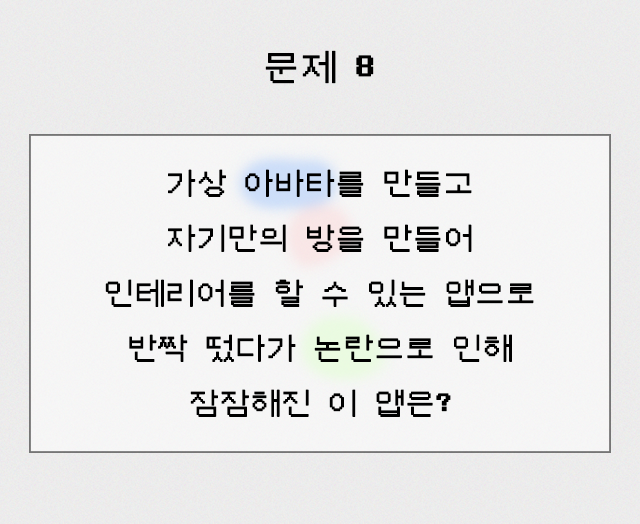 문제 8
가상 아바타를 만들고
자기만의 방을 만들어
인테리어를 할 수 있는 앱으로
반짝 떴다가 논란으로 인해
잠잠해진 이 앱은?